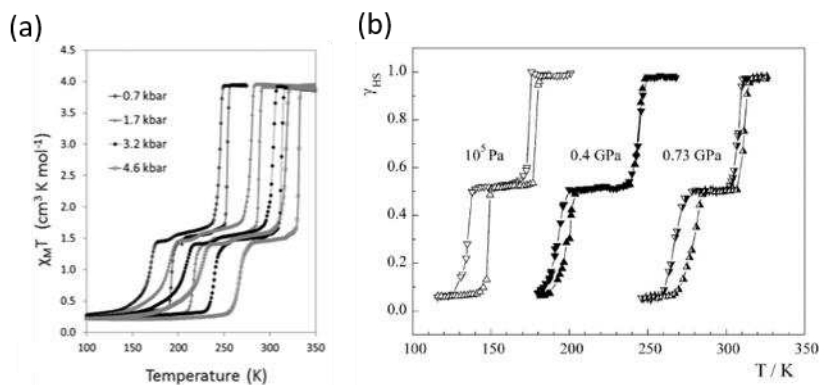 (a)
4.5
4.0
3.5
3.0
2.5
2.0
1.5
1.0
0.5
0.0
χMT (cm³ K mol⁻¹)
0.7 kbar
1.7 kbar
3.2 kbar
4.6 kbar
100 150 200 250 300 350
Temperature (K)
(b)
γHS
1.0
0.8
0.6
0.4
0.2
0.0
10⁵ Pa 0.4 GPa 0.73 GPa
100 150 200 250 300 350
T / K